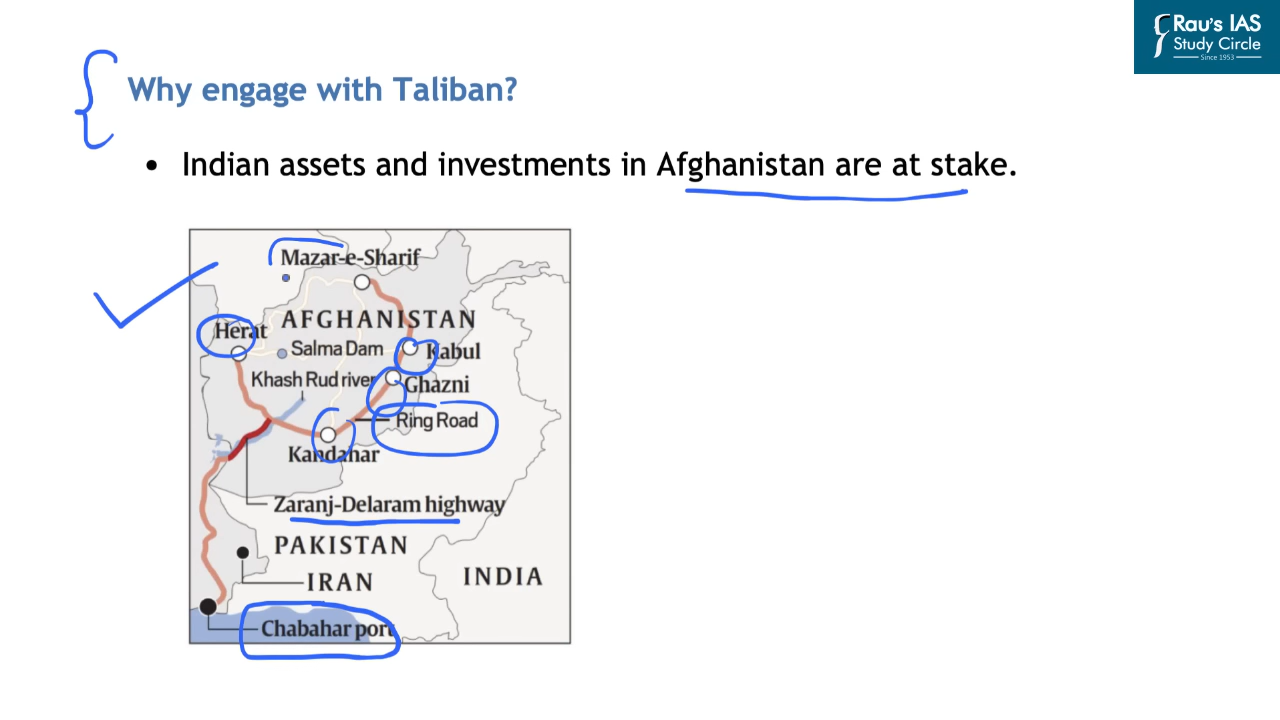 Rau's IAS
Study Circle
Since 1953
Why engage with Taliban?
• Indian assets and investments in Afghanistan are at stake.
Mazar-e-Sharif
AFGHANISTAN
Herat
Salma Dam
Kabul
Khash Rud river
Ghazni
Ring Road
Kandahar
Zaranj-Delaram highway
PAKISTAN
IRAN
INDIA
Chabahar port